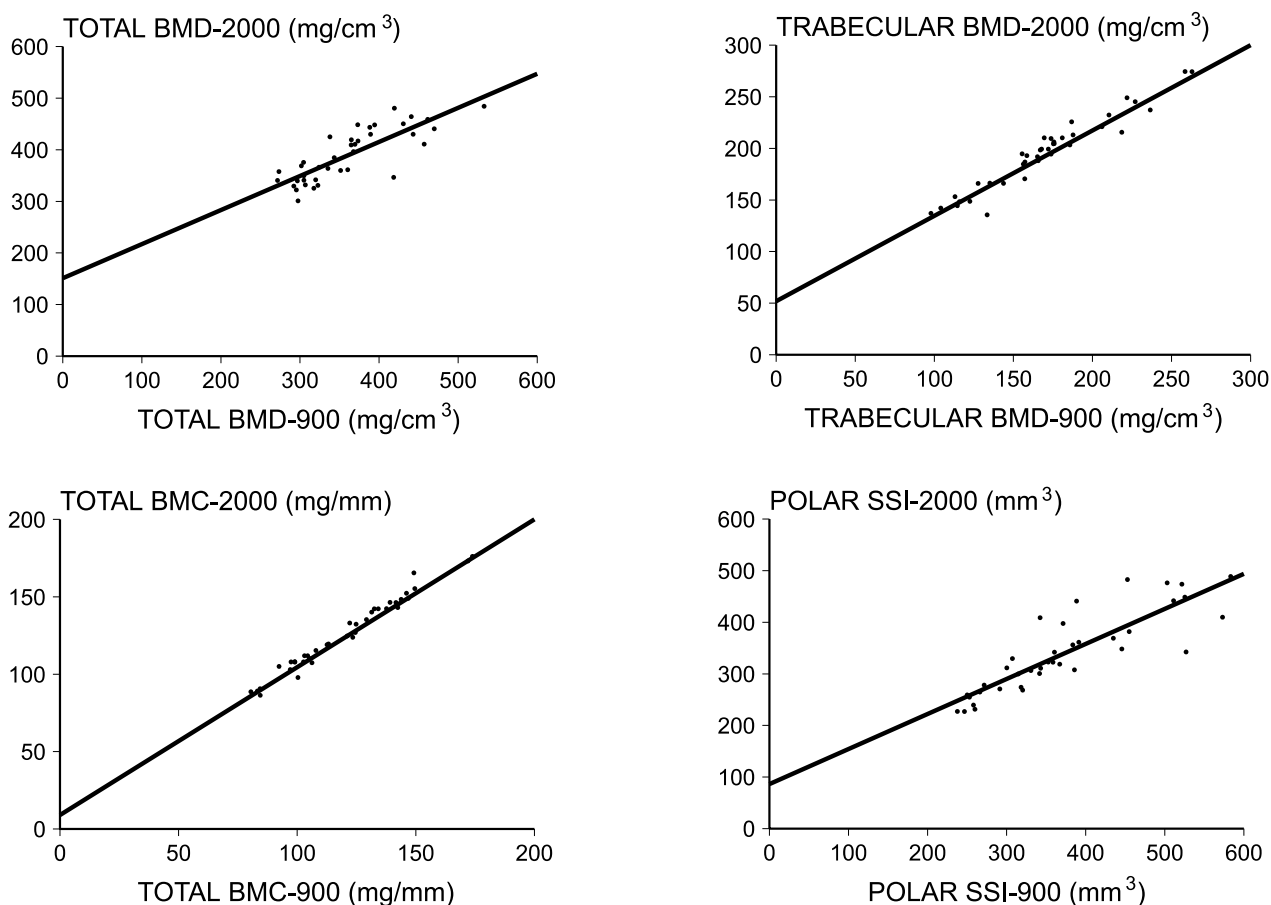 TOTAL BMD-2000 (mg/cm³)
600
500
400
300
200
100
0
0 100 200 300 400 500 600
TOTAL BMD-900 (mg/cm³)
TRABECULAR BMD-2000 (mg/cm³)
300
250
200
150
100
50
0
0 50 100 150 200 250 300
TRABECULAR BMD-900 (mg/cm³)
TOTAL BMC-2000 (mg/mm)
200
150
100
50
0
0 50 100 150 200
TOTAL BMC-900 (mg/mm)
POLAR SSI-2000 (mm³)
600
500
400
300
200
100
0
0 100 200 300 400 500 600
POLAR SSI-900 (mm³)